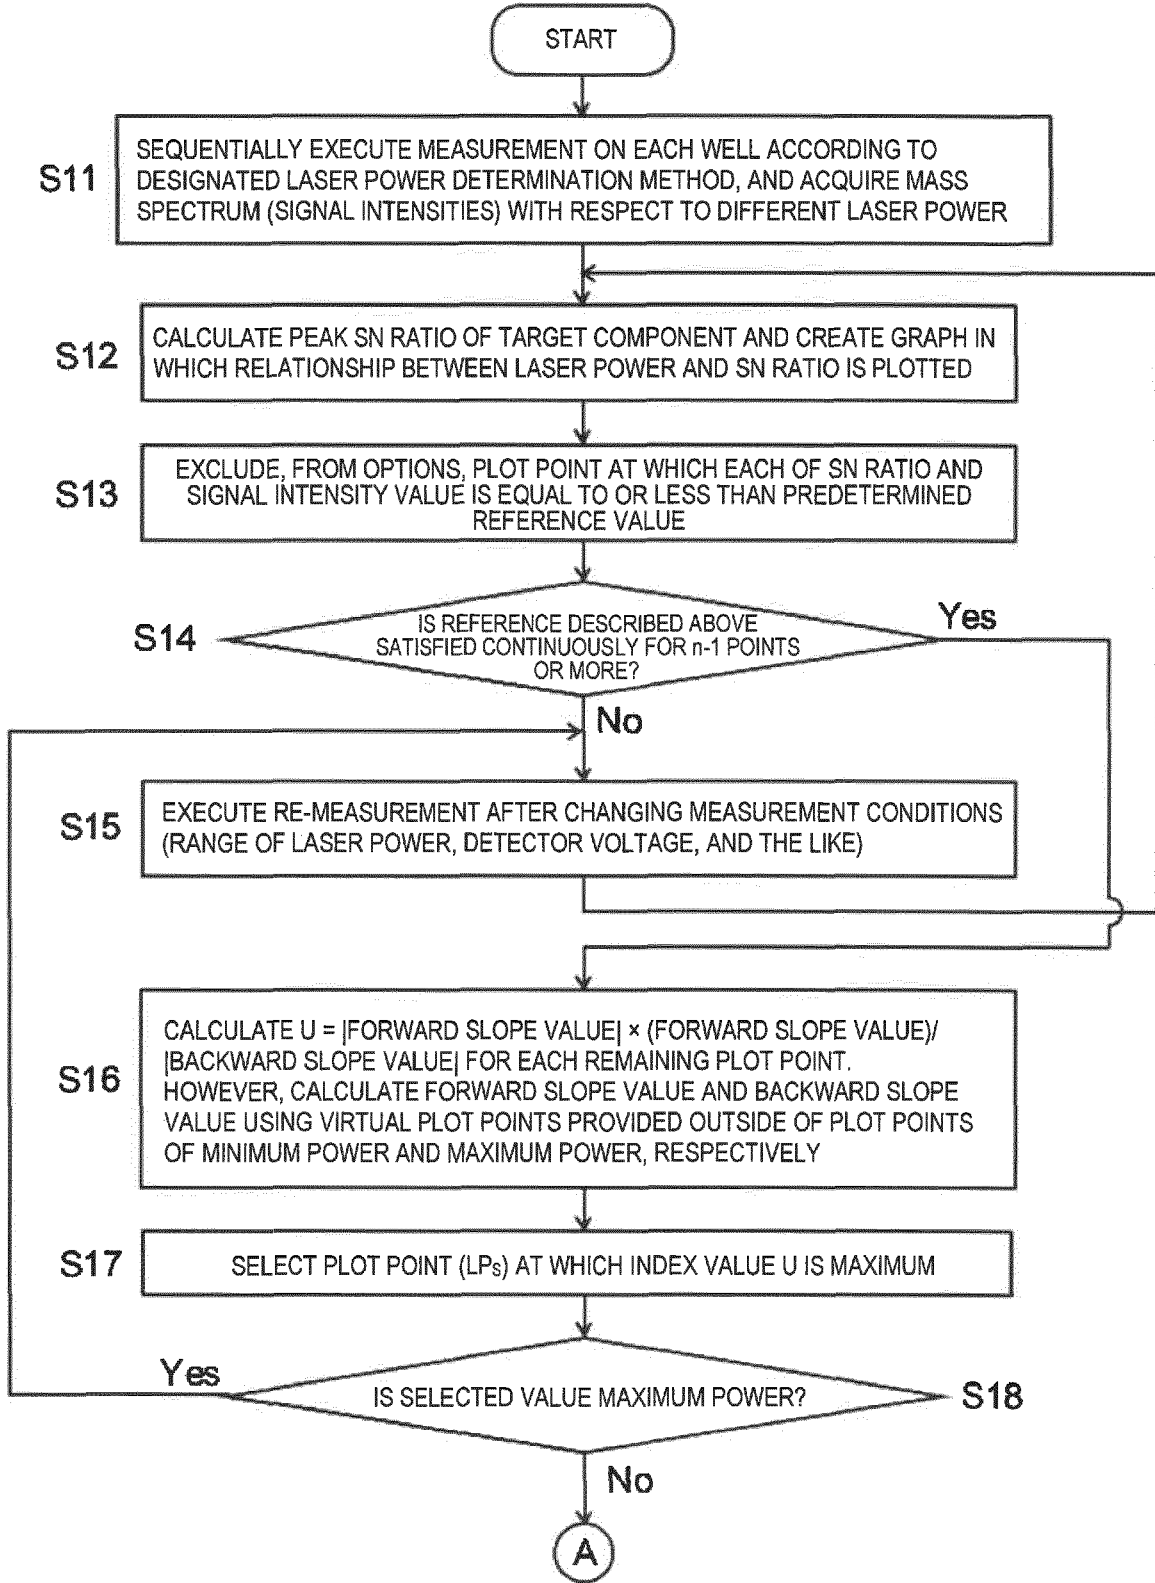 START
S11
SEQUENTIALLY EXECUTE MEASUREMENT ON EACH WELL ACCORDING TO
DESIGNATED LASER POWER DETERMINATION METHOD, AND ACQUIRE MASS
SPECTRUM (SIGNAL INTENSITIES) WITH RESPECT TO DIFFERENT LASER POWER
S12
CALCULATE PEAK SN RATIO OF TARGET COMPONENT AND CREATE GRAPH IN
WHICH RELATIONSHIP BETWEEN LASER POWER AND SN RATIO IS PLOTTED
S13
EXCLUDE, FROM OPTIONS, PLOT POINT AT WHICH EACH OF SN RATIO AND
SIGNAL INTENSITY VALUE IS EQUAL TO OR LESS THAN PREDETERMINED
REFERENCE VALUE
S14
IS REFERENCE DESCRIBED ABOVE
SATISFIED CONTINUOUSLY FOR n-1 POINTS
OR MORE?
Yes
No
S15
EXECUTE RE-MEASUREMENT AFTER CHANGING MEASUREMENT CONDITIONS
(RANGE OF LASER POWER, DETECTOR VOLTAGE, AND THE LIKE)
S16
CALCULATE U = |FORWARD SLOPE VALUE| × (FORWARD SLOPE VALUE)/
|BACKWARD SLOPE VALUE| FOR EACH REMAINING PLOT POINT.
HOWEVER, CALCULATE FORWARD SLOPE VALUE AND BACKWARD SLOPE
VALUE USING VIRTUAL PLOT POINTS PROVIDED OUTSIDE OF PLOT POINTS
OF MINIMUM POWER AND MAXIMUM POWER, RESPECTIVELY
S17
SELECT PLOT POINT (LPS) AT WHICH INDEX VALUE U IS MAXIMUM
Yes
IS SELECTED VALUE MAXIMUM POWER?
S18
No
A